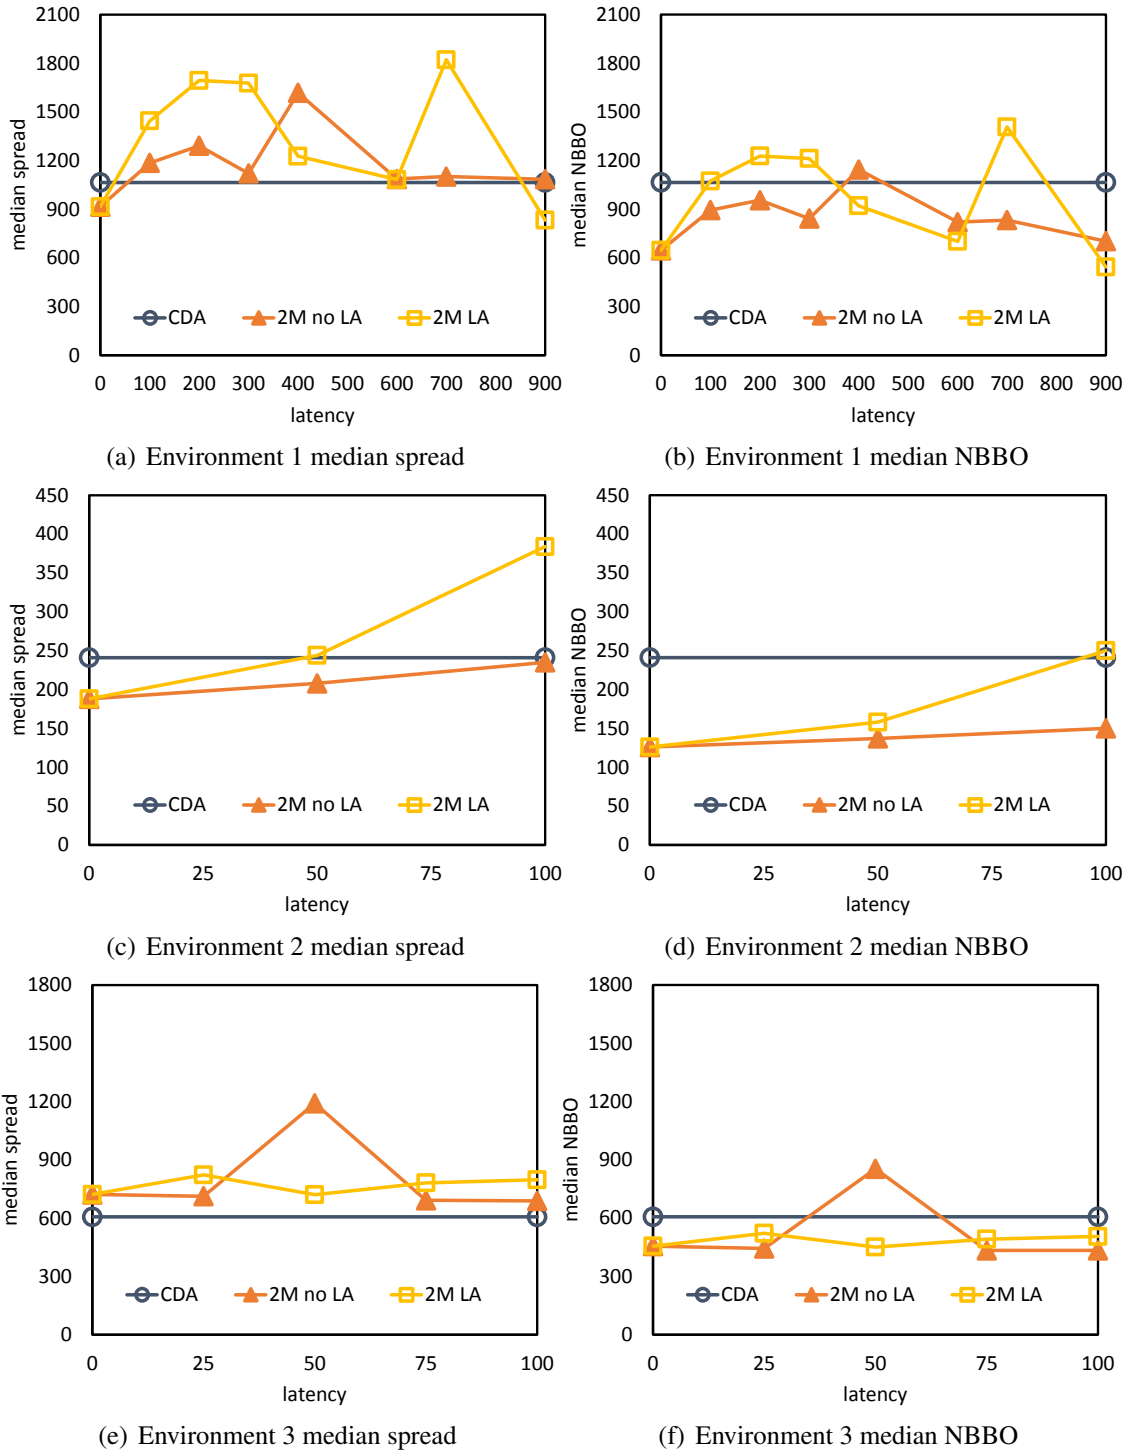 2100
1800
1500
1200
900
600
300
0
median spread
CDA 2M no LA 2M LA
0 100 200 300 400 500 600 700 800 900
latency
(a) Environment 1 median spread
2100
1800
1500
1200
900
600
300
0
median NBBO
CDA 2M no LA 2M LA
0 100 200 300 400 500 600 700 800 900
latency
(b) Environment 1 median NBBO
450
400
350
300
250
200
150
100
50
0
median spread
CDA 2M no LA 2M LA
0 25 50 75 100
latency
(c) Environment 2 median spread
450
400
350
300
250
200
150
100
50
0
median NBBO
CDA 2M no LA 2M LA
0 25 50 75 100
latency
(d) Environment 2 median NBBO
1800
1500
1200
900
600
300
0
median spread
CDA 2M no LA 2M LA
0 25 50 75 100
latency
(e) Environment 3 median spread
1800
1500
1200
900
600
300
0
median NBBO
CDA 2M no LA 2M LA
0 25 50 75 100
latency
(f) Environment 3 median NBBO